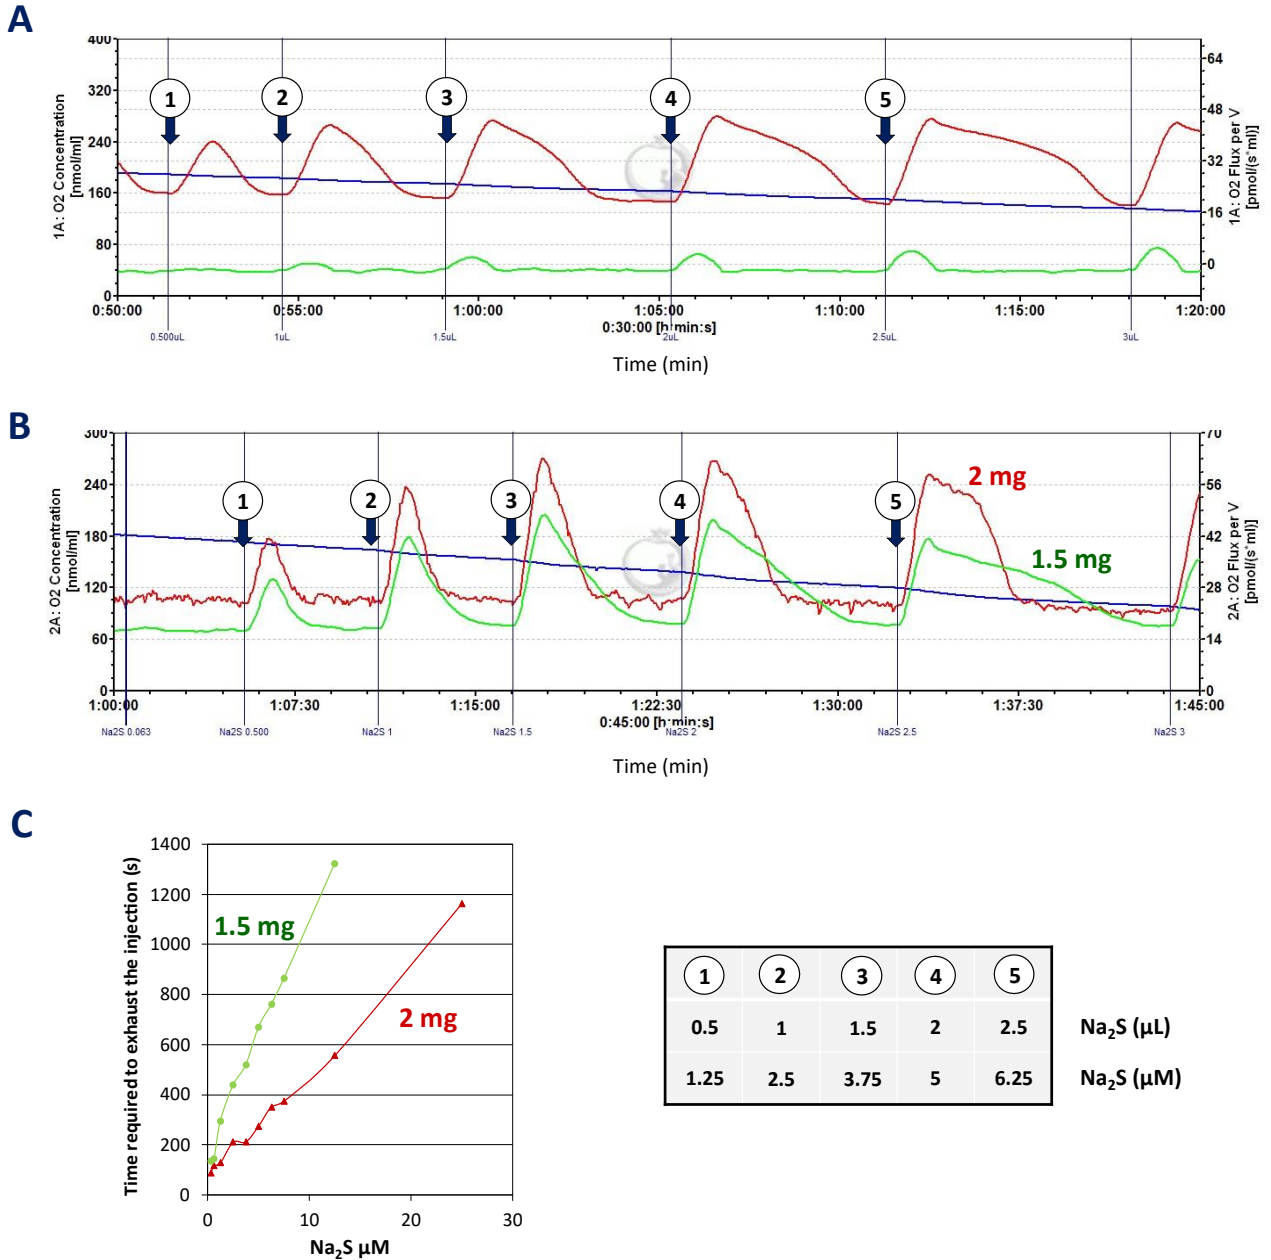 A
400
320
240
160
80
0
1A: O2 Concentration
[nmol/ml]
64
48
32
16
0
1A: O2 Flux per V
[pmol/(s*ml)]
1
2
3
4
5
0:50:00
0:55:00
1:00:00
1:05:00
1:10:00
1:15:00
1:20:00
0:30:00 [h:min:s]
0.500uL
1uL
1.5uL
2uL
2.5uL
3uL
Time (min)
B
300
240
180
120
60
0
2A: O2 Concentration
[nmol/ml]
70
56
42
28
14
0
2A: O2 Flux per V
[pmol/(s*ml)]
1
2
3
4
5
2 mg
1.5 mg
1:00:00
1:07:30
1:15:00
1:22:30
1:30:00
1:37:30
1:45:00
0:45:00 [h:min:s]
Na2S 0.063
Na2S 0.500
Na2S 1
Na2S 1.5
Na2S 2
Na2S 2.5
Na2S 3
Time (min)
C
1400
1200
1000
800
600
400
200
0
Time required to exhaust the injection (s)
1.5 mg
2 mg
0
10
20
30
Na₂S µM
1 2 3 4 5
0.5 1 1.5 2 2.5 Na₂S (µL)
1.25 2.5 3.75 5 6.25 Na₂S (µM)